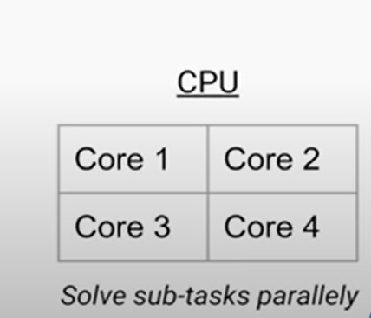 CPU
Core 1 Core 2
Core 3 Core 4
Solve sub-tasks parallely